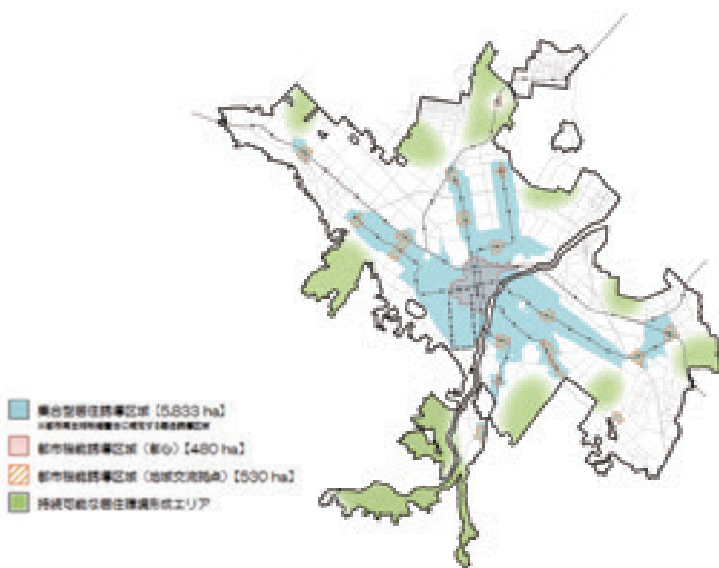 集合型居住誘導区域【5,833 ha】
都市機能誘導区域（都心）【480 ha】
都市機能誘導区域（地域交流拠点）【530 ha】
持続可能な居住環境形成エリア